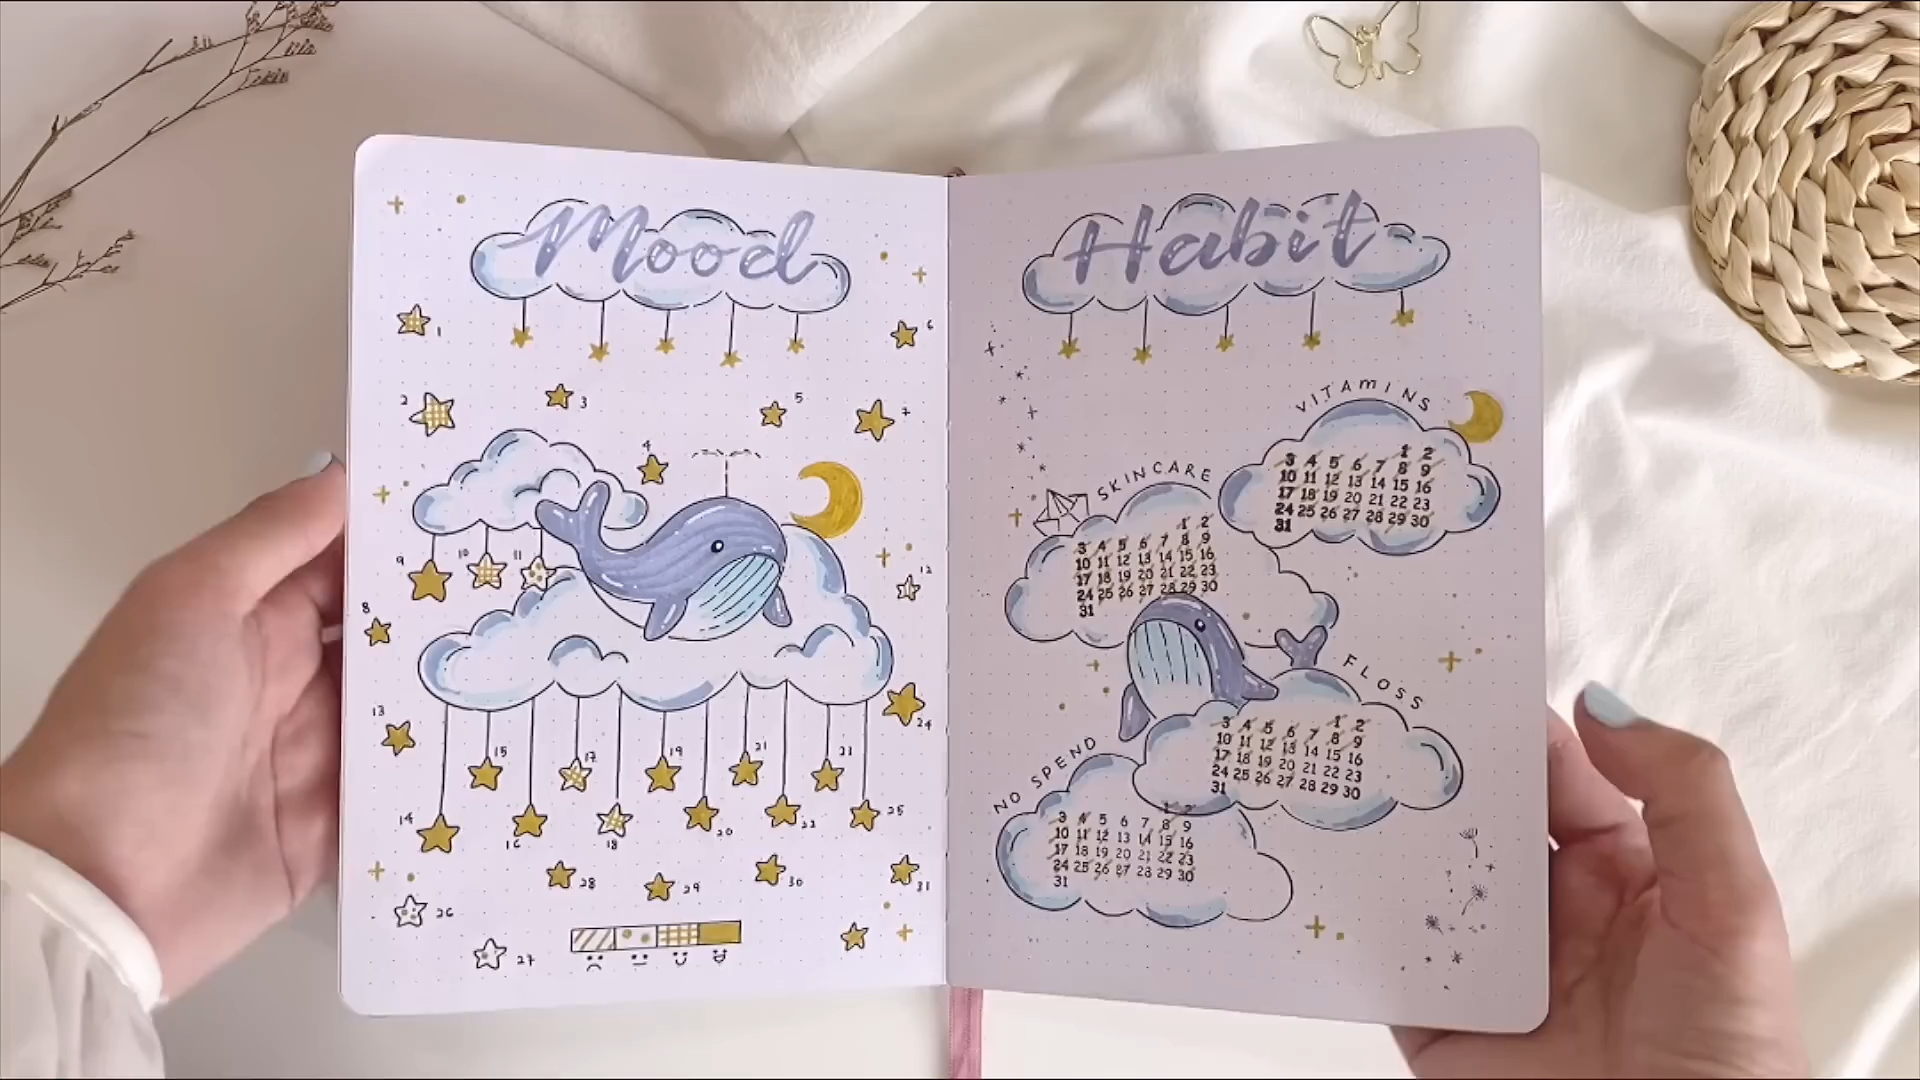 Mood
1
6
2
3
5
7
4
9
10
11
12
8
13
24
15
17
19
21
23
14
16
18
20
22
25
28
29
30
31
26
27
Habit
VITAMINS
1 2
3 4 5 6 7 8 9
10 11 12 13 14 15 16
17 18 19 20 21 22 23
24 25 26 27 28 29 30
31
SKINCARE
1 2
3 4 5 6 7 8 9
10 11 12 13 14 15 16
17 18 19 20 21 22 23
24 25 26 27 28 29 30
31
FLOSS
1 2
3 4 5 6 7 8 9
10 11 12 13 14 15 16
17 18 19 20 21 22 23
24 25 26 27 28 29 30
31
NO SPEND
1 2
3 4 5 6 7 8 9
10 11 12 13 14 15 16
17 18 19 20 21 22 23
24 25 26 27 28 29 30
31